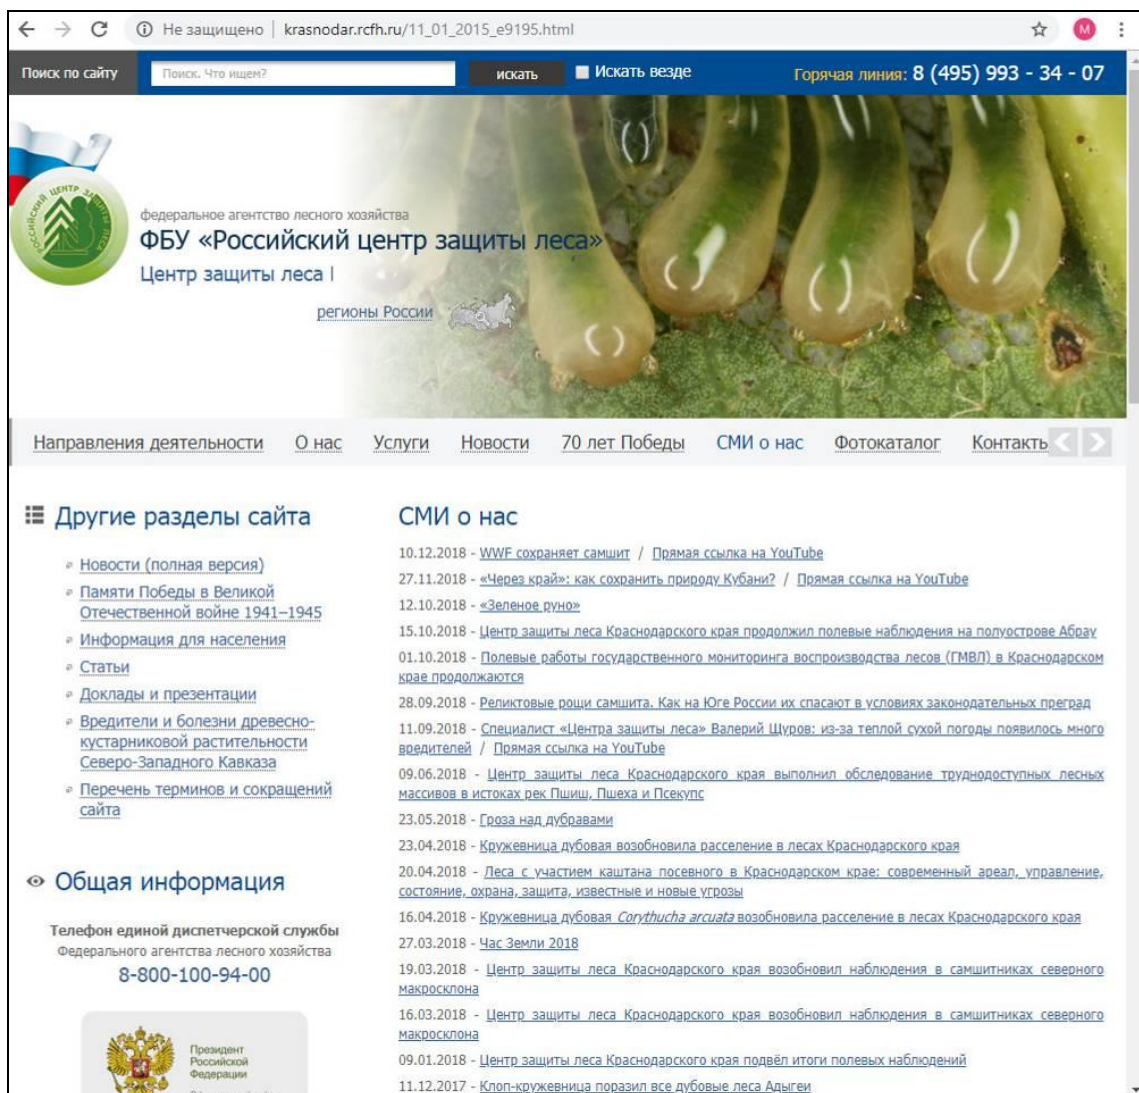 Не защищено | krasnodar.rcfh.ru/11_01_2015_e9195.html
M
Поиск по сайту
Поиск. Что ищем?
искать
Искать везде
Горячая линия: 8 (495) 993 - 34 - 07
РОССИЙСКИЙ ЦЕНТР ЗАЩИТЫ ЛЕСА
федеральное агентство лесного хозяйства
ФБУ «Российский центр защиты леса»
Центр защиты леса |
регионы России
Направления деятельности О нас Услуги Новости 70 лет Победы СМИ о нас Фотокаталог Контакты
Другие разделы сайта
Новости (полная версия)
Памяти Победы в Великой
Отечественной войне 1941–1945
Информация для населения
Статьи
Доклады и презентации
Вредители и болезни древесно-
кустарниковой растительности
Северо-Западного Кавказа
Перечень терминов и сокращений
сайта
Общая информация
Телефон единой диспетчерской службы
Федерального агентства лесного хозяйства
8-800-100-94-00
Президент
Российской
Федерации
СМИ о нас
10.12.2018 - WWF сохраняет самшит / Прямая ссылка на YouTube
27.11.2018 - «Через край»: как сохранить природу Кубани? / Прямая ссылка на YouTube
12.10.2018 - «Зеленое руно»
15.10.2018 - Центр защиты леса Краснодарского края продолжил полевые наблюдения на полуострове Абрау
01.10.2018 - Полевые работы государственного мониторинга воспроизводства лесов (ГМВЛ) в Краснодарском
крае продолжаются
28.09.2018 - Реликтовые рощи самшита. Как на Юге России их спасают в условиях законодательных преград
11.09.2018 - Специалист «Центра защиты леса» Валерий Щуров: из-за теплой сухой погоды появилось много
вредителей / Прямая ссылка на YouTube
09.06.2018 - Центр защиты леса Краснодарского края выполнил обследование труднодоступных лесных
массивов в истоках рек Пшиш, Пшеха и Псекупс
23.05.2018 - Гроза над дубравами
23.04.2018 - Кружевница дубовая возобновила расселение в лесах Краснодарского края
20.04.2018 - Леса с участием каштана посевного в Краснодарском крае: современный ареал, управление,
состояние, охрана, защита, известные и новые угрозы
16.04.2018 - Кружевница дубовая Corythucha arcuata возобновила расселение в лесах Краснодарского края
27.03.2018 - Час Земли 2018
19.03.2018 - Центр защиты леса Краснодарского края возобновил наблюдения в самшитниках северного
макросклона
16.03.2018 - Центр защиты леса Краснодарского края возобновил наблюдения в самшитниках северного
макросклона
09.01.2018 - Центр защиты леса Краснодарского края подвёл итоги полевых наблюдений
11.12.2017 - Клоп-кружевница поразил все дубовые леса Адыгеи